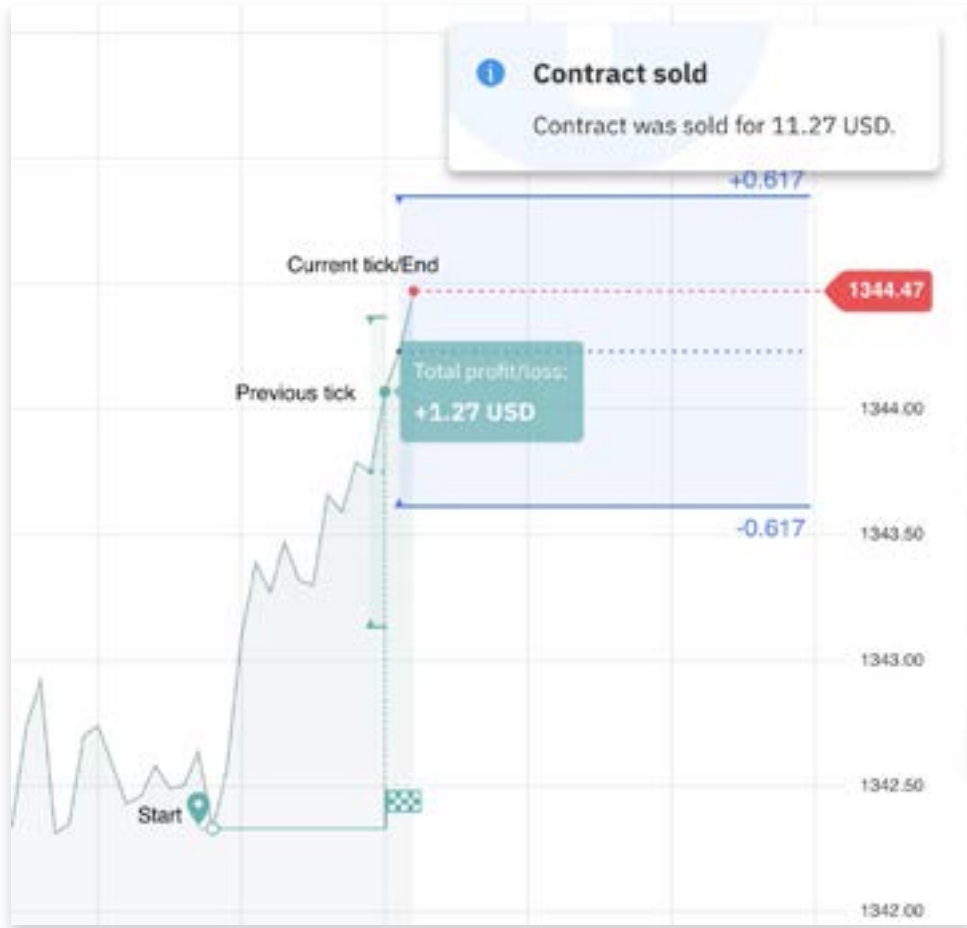 Contract sold
Contract was sold for 11.27 USD.
+0.617
Current tick/End
1344.47
Total profit/loss:
+1.27 USD
Previous tick
1344.00
-0.617
1343.50
1343.00
1342.50
Start
1342.00